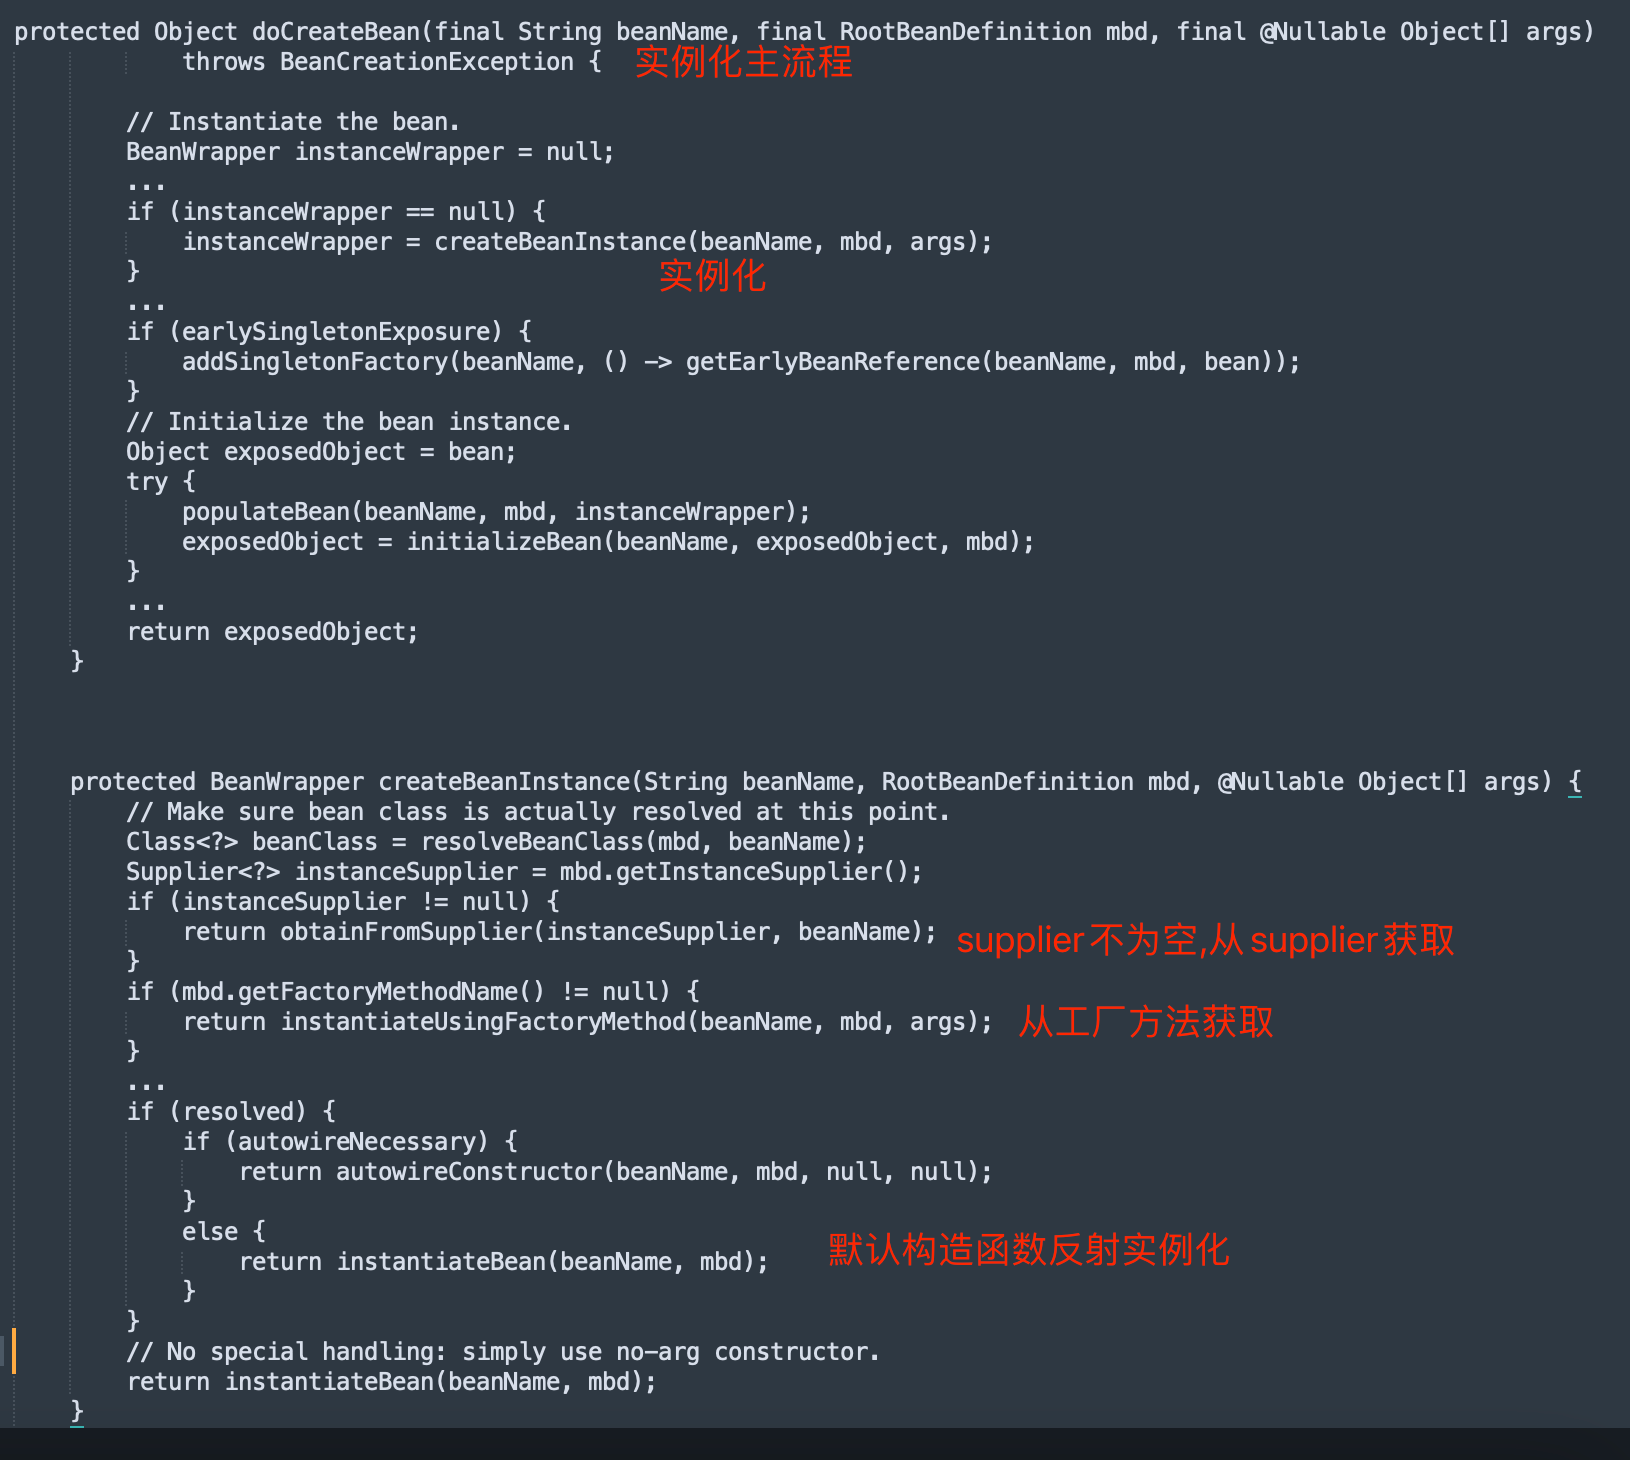 protected Object doCreateBean(final String beanName, final RootBeanDefinition mbd, final @Nullable Object[] args)
throws BeanCreationException { 实例化主流程
// Instantiate the bean.
BeanWrapper instanceWrapper = null;
...
if (instanceWrapper == null) {
instanceWrapper = createBeanInstance(beanName, mbd, args);
}
实例化
...
if (earlySingletonExposure) {
addSingletonFactory(beanName, () -> getEarlyBeanReference(beanName, mbd, bean));
}
// Initialize the bean instance.
Object exposedObject = bean;
try {
populateBean(beanName, mbd, instanceWrapper);
exposedObject = initializeBean(beanName, exposedObject, mbd);
}
...
return exposedObject;
}
protected BeanWrapper createBeanInstance(String beanName, RootBeanDefinition mbd, @Nullable Object[] args) {
// Make sure bean class is actually resolved at this point.
Class<?> beanClass = resolveBeanClass(mbd, beanName);
Supplier<?> instanceSupplier = mbd.getInstanceSupplier();
if (instanceSupplier != null) {
return obtainFromSupplier(instanceSupplier, beanName); supplier不为空,从supplier获取
}
if (mbd.getFactoryMethodName() != null) {
return instantiateUsingFactoryMethod(beanName, mbd, args); 从工厂方法获取
}
...
if (resolved) {
if (autowireNecessary) {
return autowireConstructor(beanName, mbd, null, null);
}
else {
return instantiateBean(beanName, mbd); 默认构造函数反射实例化
}
}
// No special handling: simply use no-arg constructor.
return instantiateBean(beanName, mbd);
}